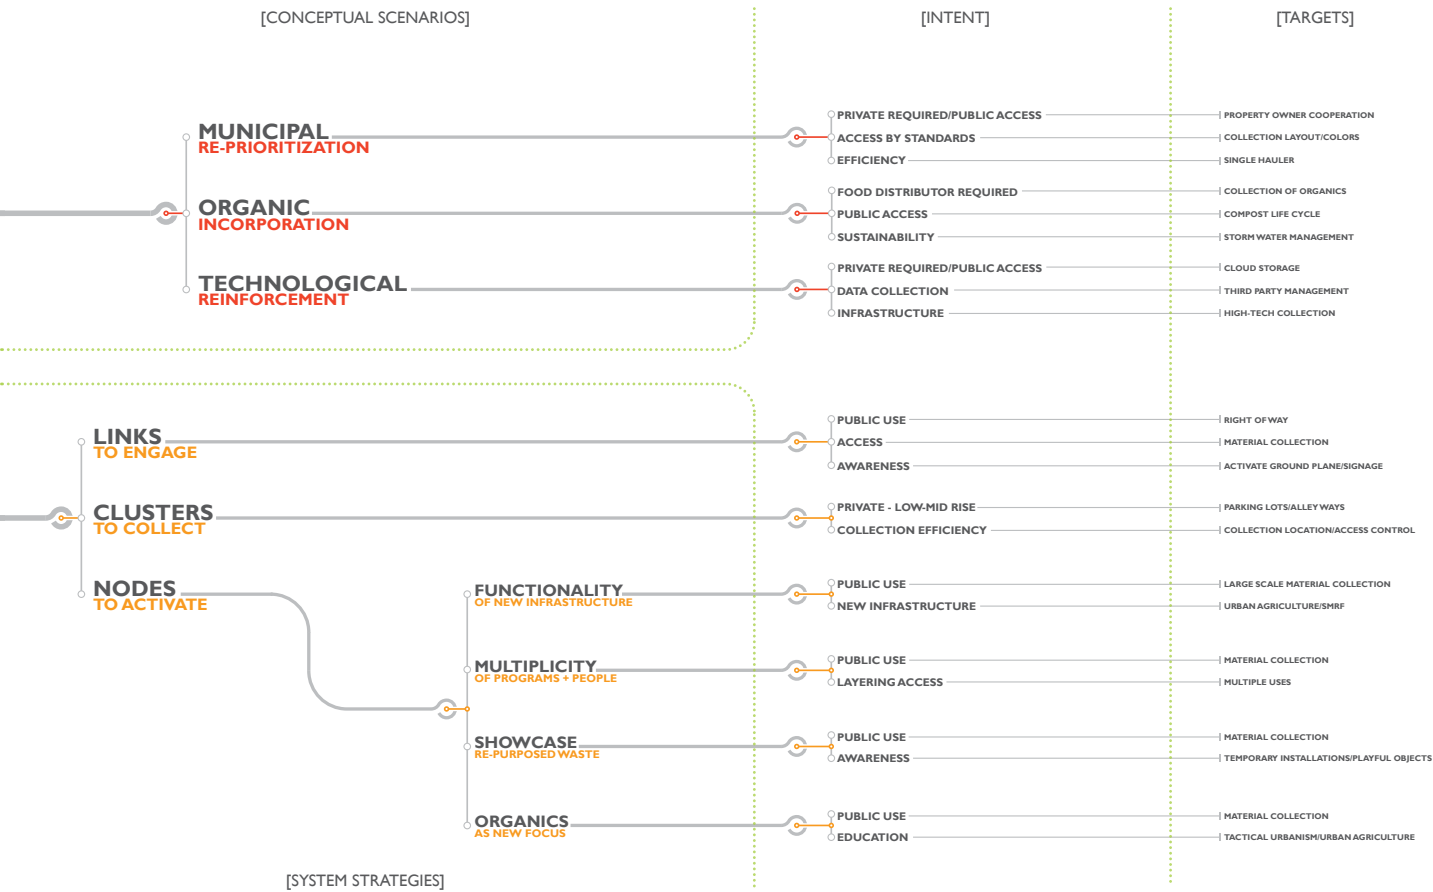 [CONCEPTUAL SCENARIOS]
[INTENT]
[TARGETS]
MUNICIPAL
RE-PRIORITIZATION
PRIVATE REQUIRED/PUBLIC ACCESS
PROPERTY OWNER COOPERATION
ACCESS BY STANDARDS
COLLECTION LAYOUT/COLORS
EFFICIENCY
SINGLE HAULER
ORGANIC
INCORPORATION
FOOD DISTRIBUTOR REQUIRED
COLLECTION OF ORGANICS
PUBLIC ACCESS
COMPOST LIFE CYCLE
SUSTAINABILITY
STORM WATER MANAGEMENT
TECHNOLOGICAL
REINFORCEMENT
PRIVATE REQUIRED/PUBLIC ACCESS
CLOUD STORAGE
DATA COLLECTION
THIRD PARTY MANAGEMENT
INFRASTRUCTURE
HIGH-TECH COLLECTION
LINKS
TO ENGAGE
PUBLIC USE
RIGHT OF WAY
ACCESS
MATERIAL COLLECTION
AWARENESS
ACTIVATE GROUND PLANE/SIGNAGE
CLUSTERS
TO COLLECT
PRIVATE - LOW-MID RISE
PARKING LOTS/ALLEY WAYS
COLLECTION EFFICIENCY
COLLECTION LOCATION/ACCESS CONTROL
NODES
TO ACTIVATE
FUNCTIONALITY
OF NEW INFRASTRUCTURE
PUBLIC USE
LARGE SCALE MATERIAL COLLECTION
NEW INFRASTRUCTURE
URBAN AGRICULTURE/SMRF
MULTIPLICITY
OF PROGRAMS + PEOPLE
PUBLIC USE
MATERIAL COLLECTION
LAYERING ACCESS
MULTIPLE USES
SHOWCASE
RE-PURPOSED WASTE
PUBLIC USE
MATERIAL COLLECTION
AWARENESS
TEMPORARY INSTALLATIONS/PLAYFUL OBJECTS
ORGANICS
AS NEW FOCUS
PUBLIC USE
MATERIAL COLLECTION
EDUCATION
TACTICAL URBANISM/URBAN AGRICULTURE
[SYSTEM STRATEGIES]